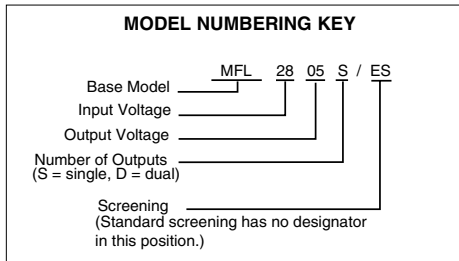 MODEL NUMBERING KEY
MFL 28 05 S / ES
Base Model
Input Voltage
Output Voltage
Number of Outputs
(S = single, D = dual)
Screening
(Standard screening has no designator
in this position.)